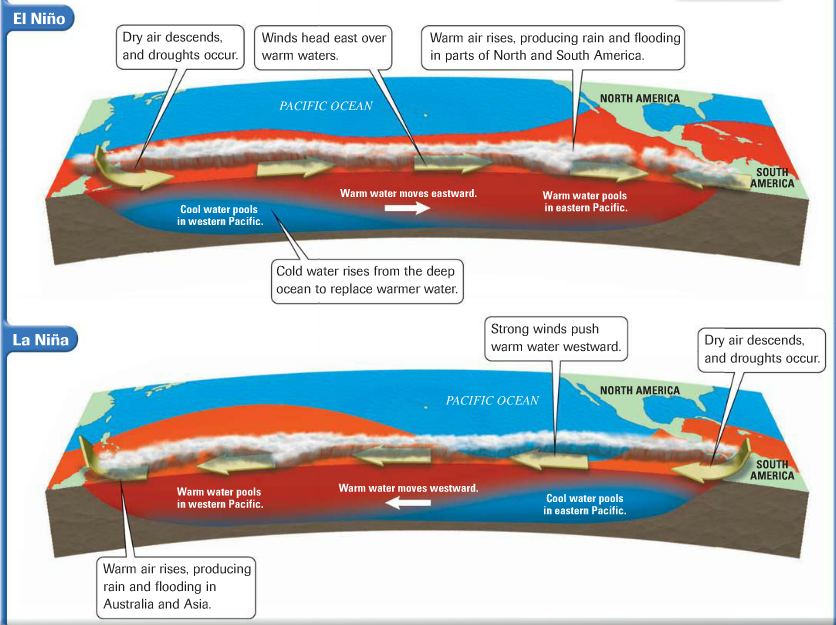 El Niño
Dry air descends,
and droughts occur.
Winds head east over
warm waters.
Warm air rises, producing rain and flooding
in parts of North and South America.
PACIFIC OCEAN
NORTH AMERICA
SOUTH
AMERICA
Warm water moves eastward.
Warm water pools
in eastern Pacific.
Cool water pools
in western Pacific.
Cold water rises from the deep
ocean to replace warmer water.
La Niña
Strong winds push
warm water westward.
Dry air descends,
and droughts occur.
PACIFIC OCEAN
NORTH AMERICA
SOUTH
AMERICA
Warm water pools
in western Pacific.
Warm water moves westward.
Cool water pools
in eastern Pacific.
Warm air rises, producing
rain and flooding in
Australia and Asia.